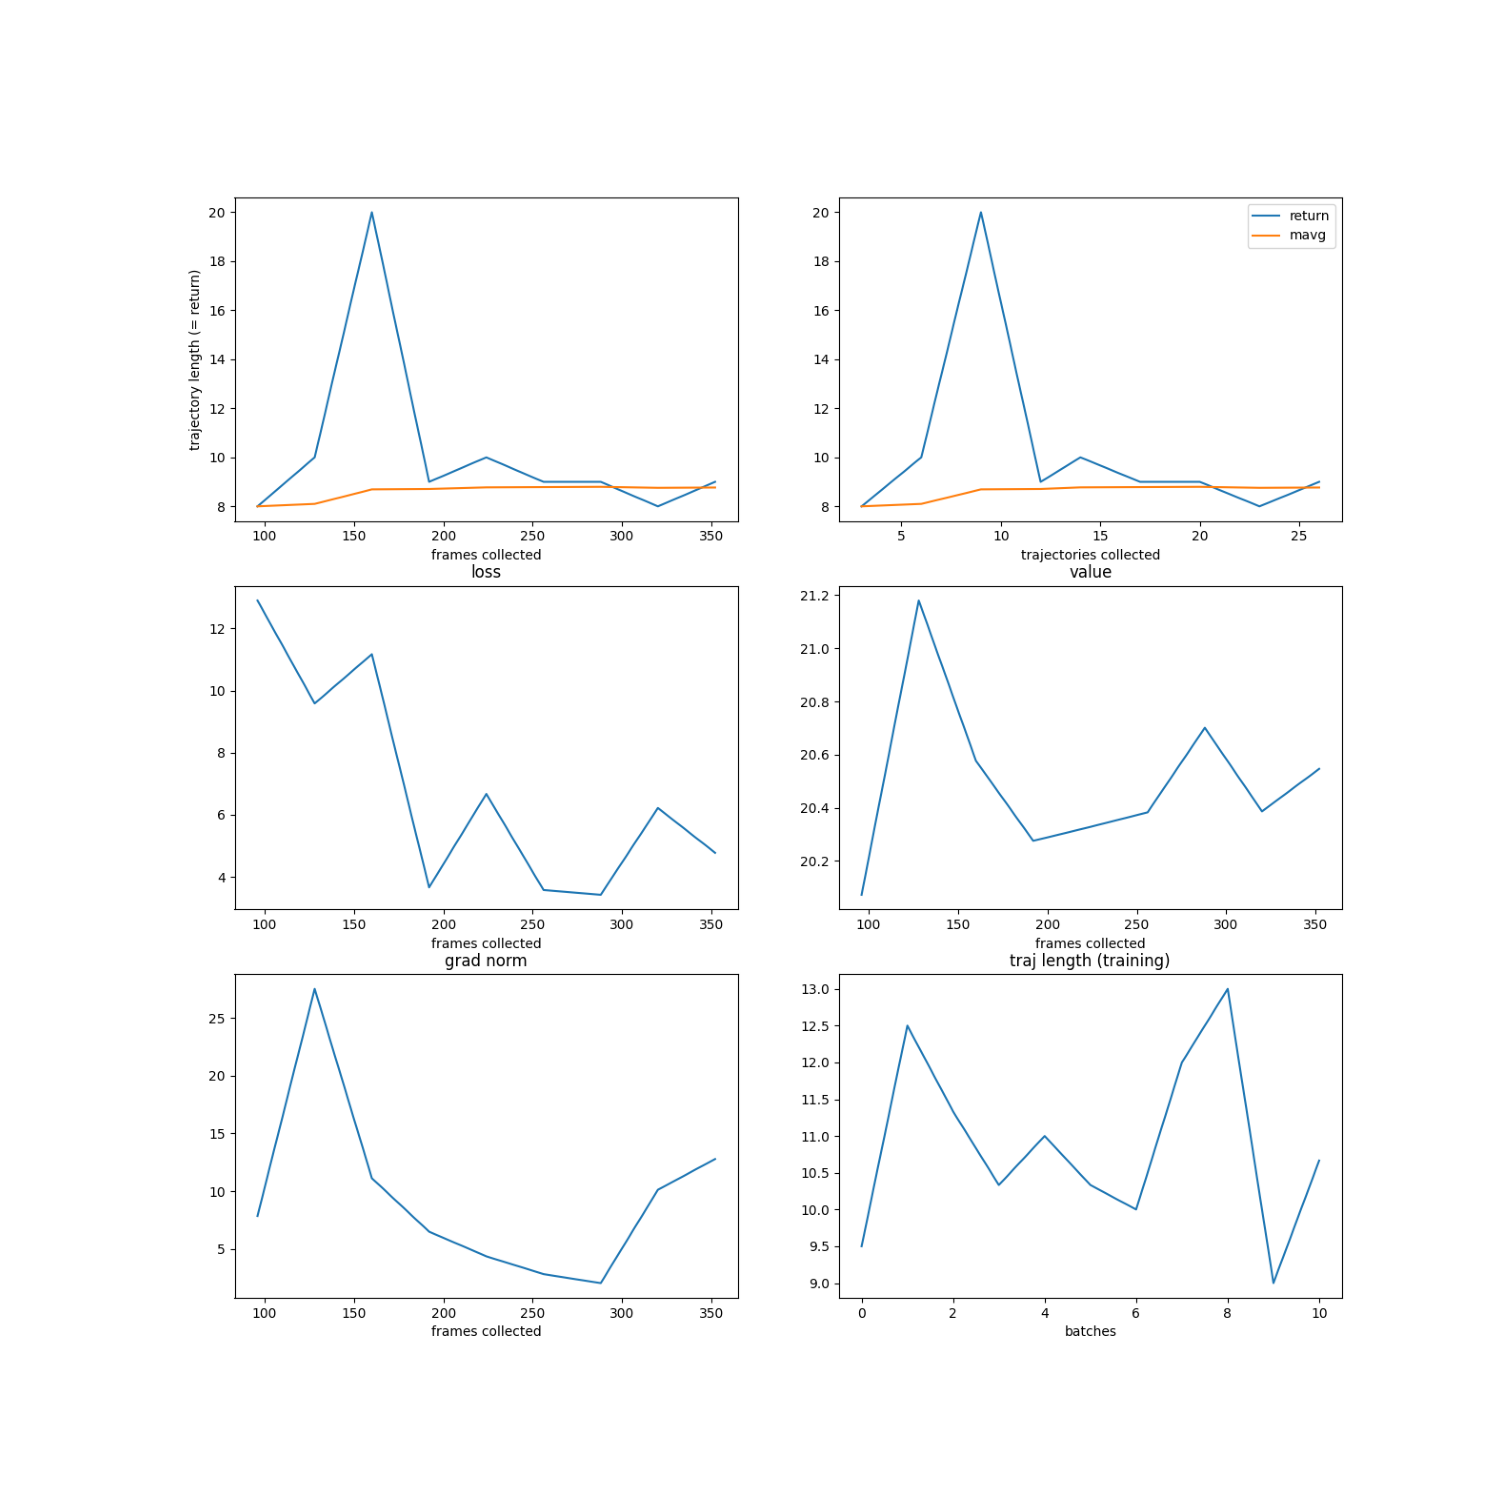 20
18
16
14
12
10
8
trajectory length (= return)
100 150 200 250 300 350
frames collected
20
18
16
14
12
10
8
return
mavg
5 10 15 20 25
trajectories collected
loss
12
10
8
6
4
100 150 200 250 300 350
frames collected
value
21.2
21.0
20.8
20.6
20.4
20.2
100 150 200 250 300 350
frames collected
grad norm
25
20
15
10
5
100 150 200 250 300 350
frames collected
traj length (training)
13.0
12.5
12.0
11.5
11.0
10.5
10.0
9.5
9.0
0 2 4 6 8 10
batches